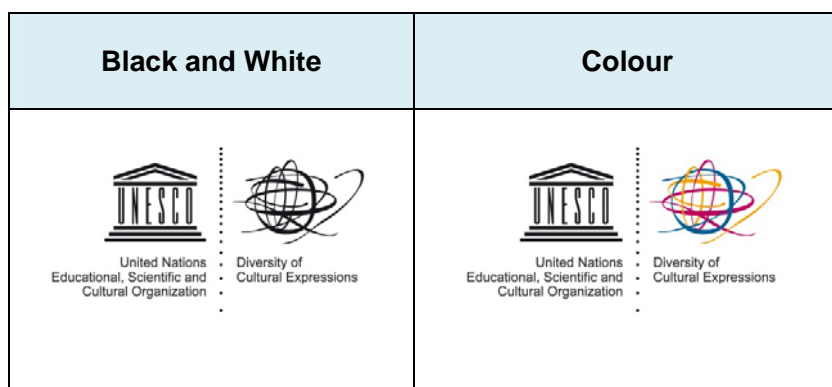 Black and White
Colour
UNESCO
United Nations
Educational, Scientific and
Cultural Organization
Diversity of
Cultural Expressions
UNESCO
United Nations
Educational, Scientific and
Cultural Organization
Diversity of
Cultural Expressions